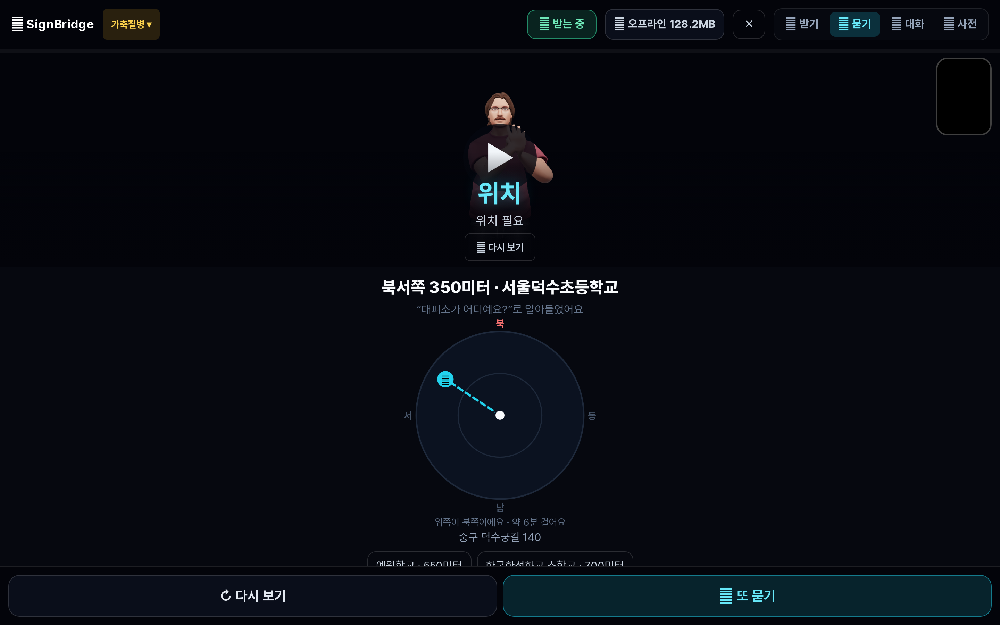 SignBridge 가축질병 ▾ 받는 중 오프라인 128.2MB × 받기 묻기 대화 사전
위치
위치 필요
다시 보기
북서쪽 350미터 · 서울덕수초등학교
“대피소가 어디예요?”로 알아들었어요
북
서
동
남
위쪽이 북쪽이에요 · 약 6분 걸어요
중구 덕수궁길 140
예원학교 · 550미터 한국한성화교 소학교 · 700미터
↻ 다시 보기 또 묻기